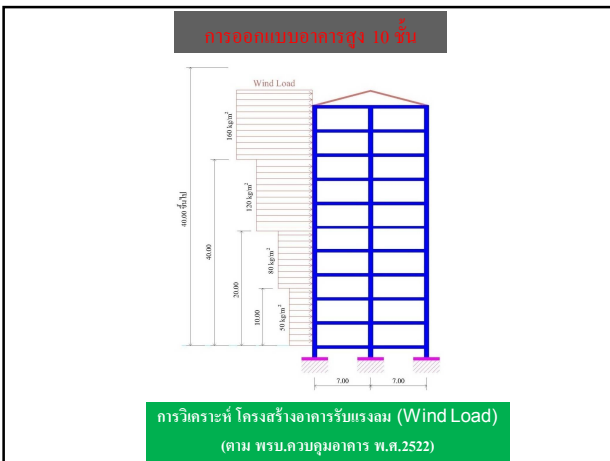 การออกแบบอาคารสูง 10 ชั้น
Wind Load
160 kg/m²
120 kg/m²
80 kg/m²
50 kg/m²
40.00 ขึ้นไป
40.00
20.00
10.00
7.00
7.00
การวิเคราะห์ โครงสร้างอาคารรับแรงลม (Wind Load)
(ตาม พรบ.ควบคุมอาคาร พ.ศ.2522)